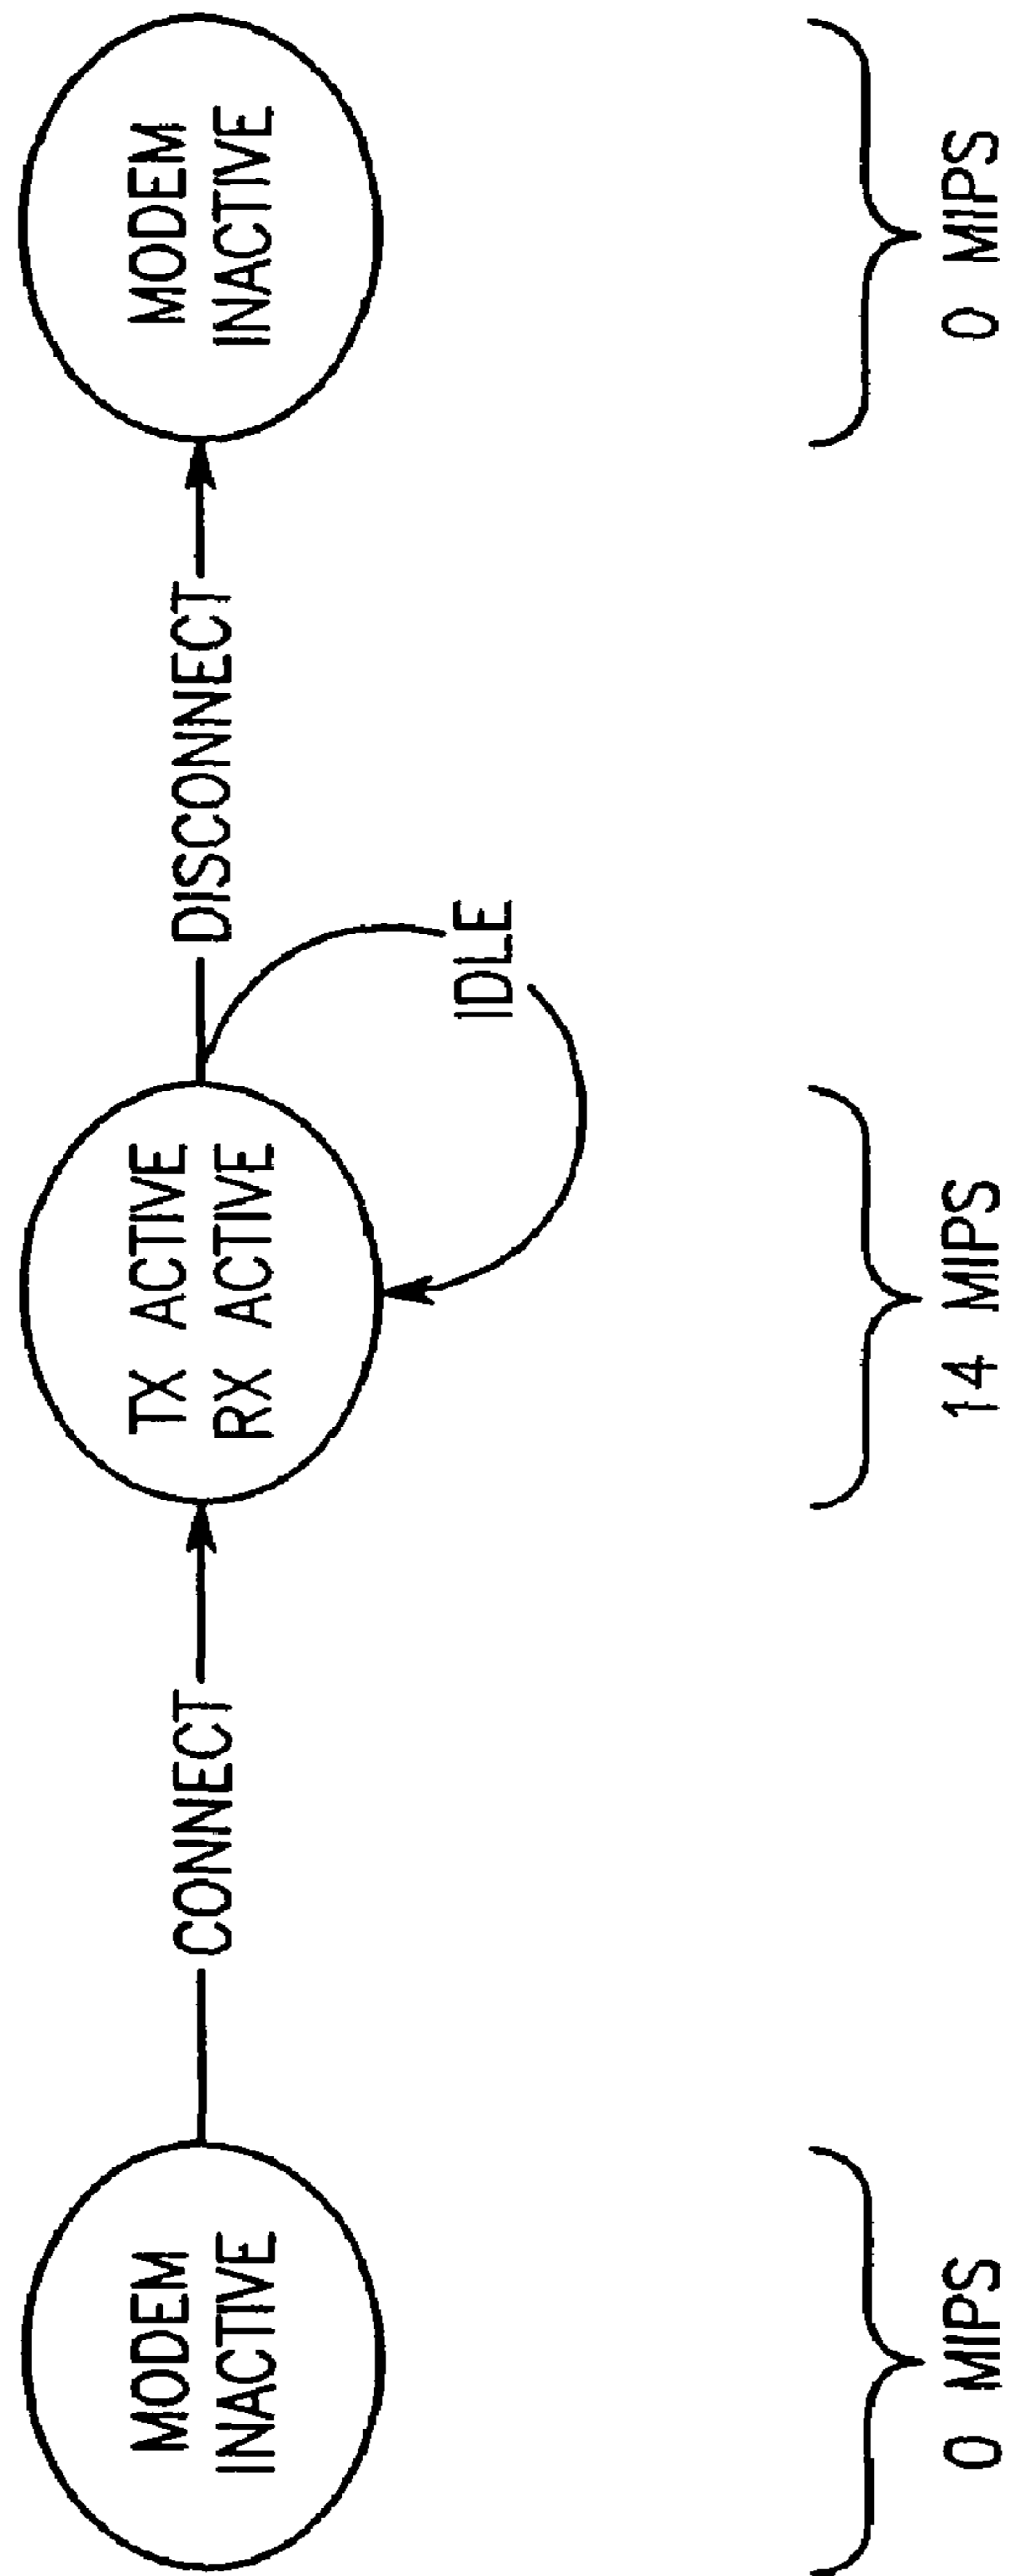 MODEM
INACTIVE
CONNECT
TX ACTIVE
RX ACTIVE
IDLE
DISCONNECT
MODEM
INACTIVE
0 MIPS
14 MIPS
0 MIPS